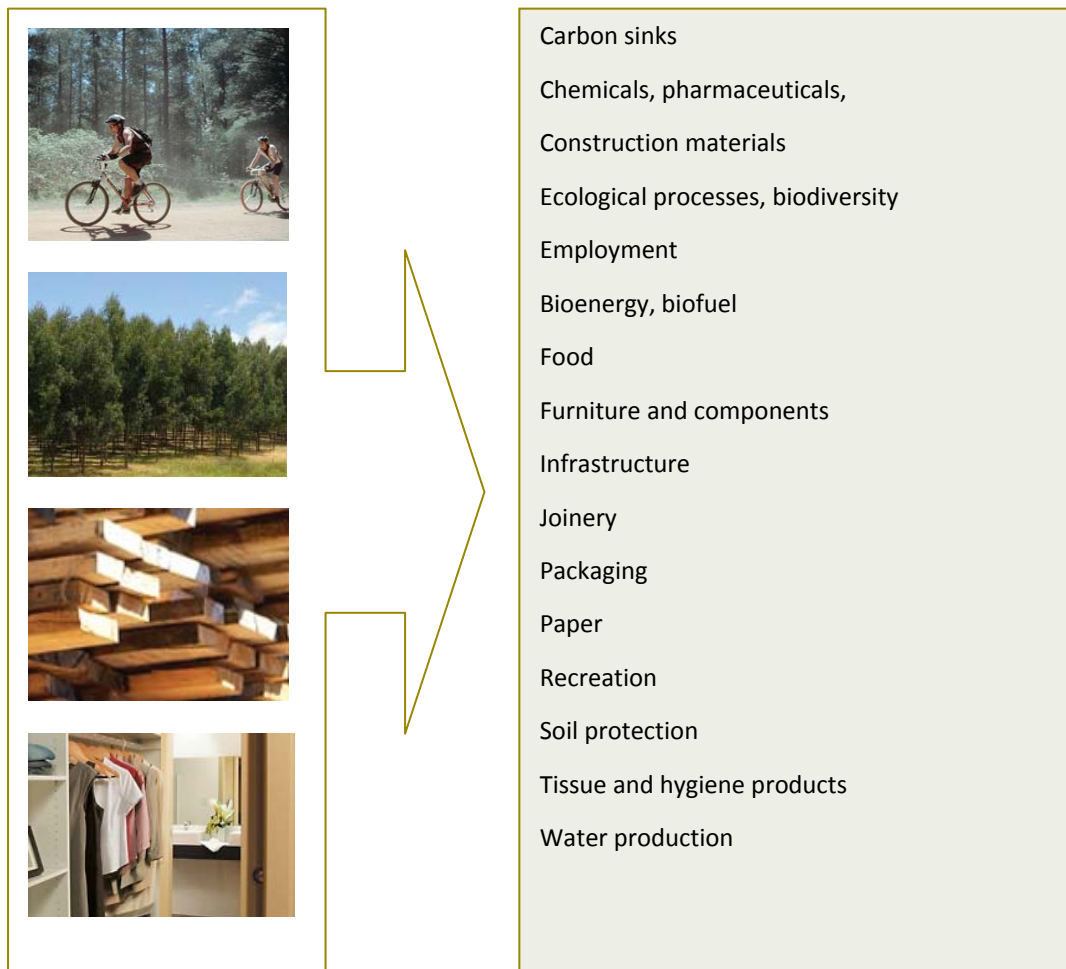 Carbon sinks
Chemicals, pharmaceuticals,
Construction materials
Ecological processes, biodiversity
Employment
Bioenergy, biofuel
Food
Furniture and components
Infrastructure
Joinery
Packaging
Paper
Recreation
Soil protection
Tissue and hygiene products
Water production